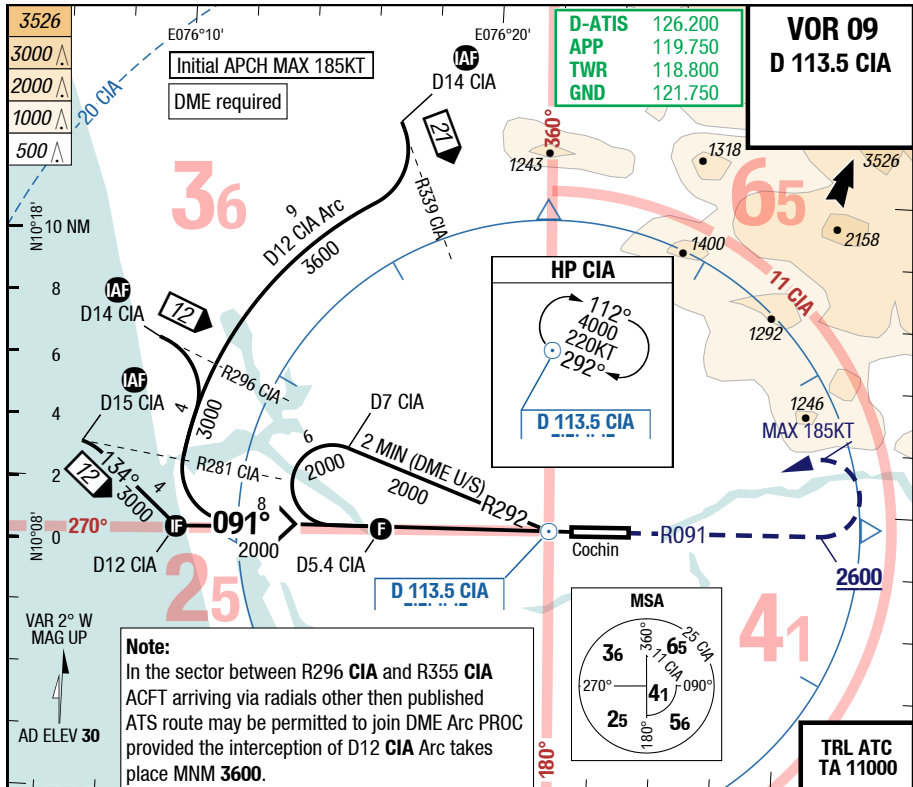 3526
3000
2000
1000
500
E076°10'
E076°20'
Initial APCH MAX 185KT
DME required
20 CIA
IAF
D14 CIA
21
D-ATIS 126.200
APP 119.750
TWR 118.800
GND 121.750
VOR 09
D 113.5 CIA
360°
1243
1318
3526
36
65
R339 CIA
9
D12 CIA Arc
3600
N10°18'
10 NM
2158
1400
11 CIA
1292
HP CIA
112°
4000
220KT
292°
D 113.5 CIA
8
IAF
D14 CIA
12
6
R296 CIA
IAF
D15 CIA
4
4
3000
D7 CIA
6
2 MIN (DME U/S)
2000
2000
R292
1246
MAX 185KT
R281 CIA
12
134°
4
3000
2
N10°08'
0
270°
IF
091°
8
2000
F
D12 CIA
D5.4 CIA
Cochin
R091
2600
D 113.5 CIA
25
41
VAR 2° W
MAG UP
AD ELEV 30
Note:
In the sector between R296 CIA and R355 CIA
ACFT arriving via radials other then published
ATS route may be permitted to join DME Arc PROC
provided the interception of D12 CIA Arc takes
place MNM 3600.
180°
MSA
360°
25 CIA
36
65
11 CIA
270°
090°
41
25
56
180°
TRL ATC
TA 11000